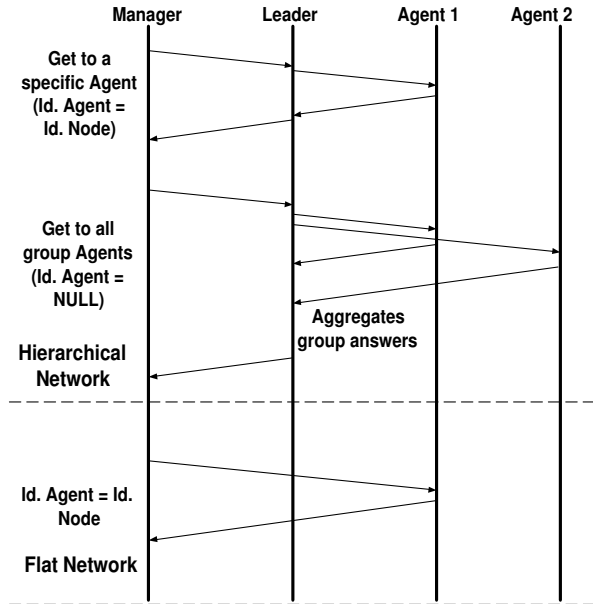 Manager Leader Agent 1 Agent 2
Get to a
specific Agent
(Id. Agent =
Id. Node)
Get to all
group Agents
(Id. Agent =
NULL)
Aggregates
group answers
Hierarchical
Network
Id. Agent = Id.
Node
Flat Network